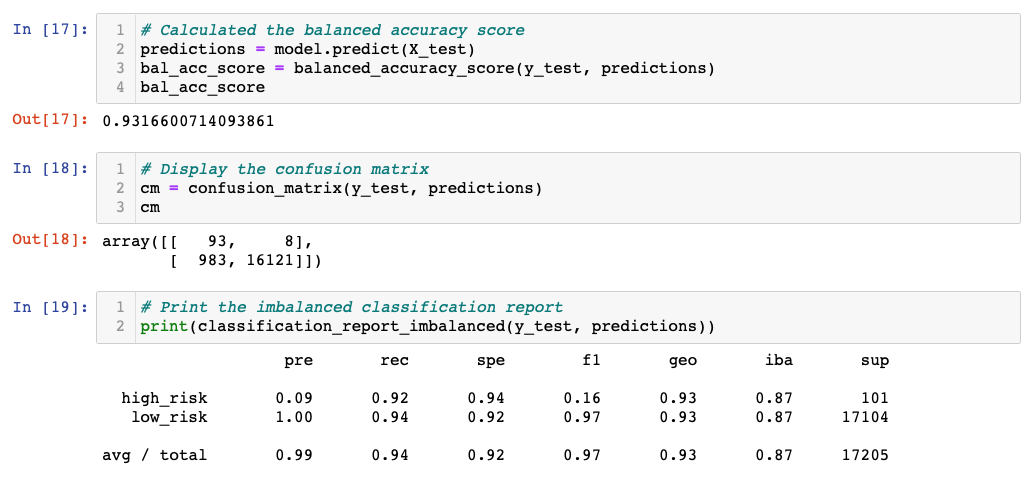 In [17]:
1 # Calculated the balanced accuracy score
2 predictions = model.predict(X_test)
3 bal_acc_score = balanced_accuracy_score(y_test, predictions)
4 bal_acc_score
Out[17]: 0.9316600714093861
In [18]:
1 # Display the confusion matrix
2 cm = confusion_matrix(y_test, predictions)
3 cm
Out[18]: array([[   93,     8],
       [  983, 16121]])
In [19]:
1 # Print the imbalanced classification report
2 print(classification_report_imbalanced(y_test, predictions))
pre rec spe f1 geo iba sup
high_risk 0.09 0.92 0.94 0.16 0.93 0.87 101
low_risk 1.00 0.94 0.92 0.97 0.93 0.87 17104
avg / total 0.99 0.94 0.92 0.97 0.93 0.87 17205